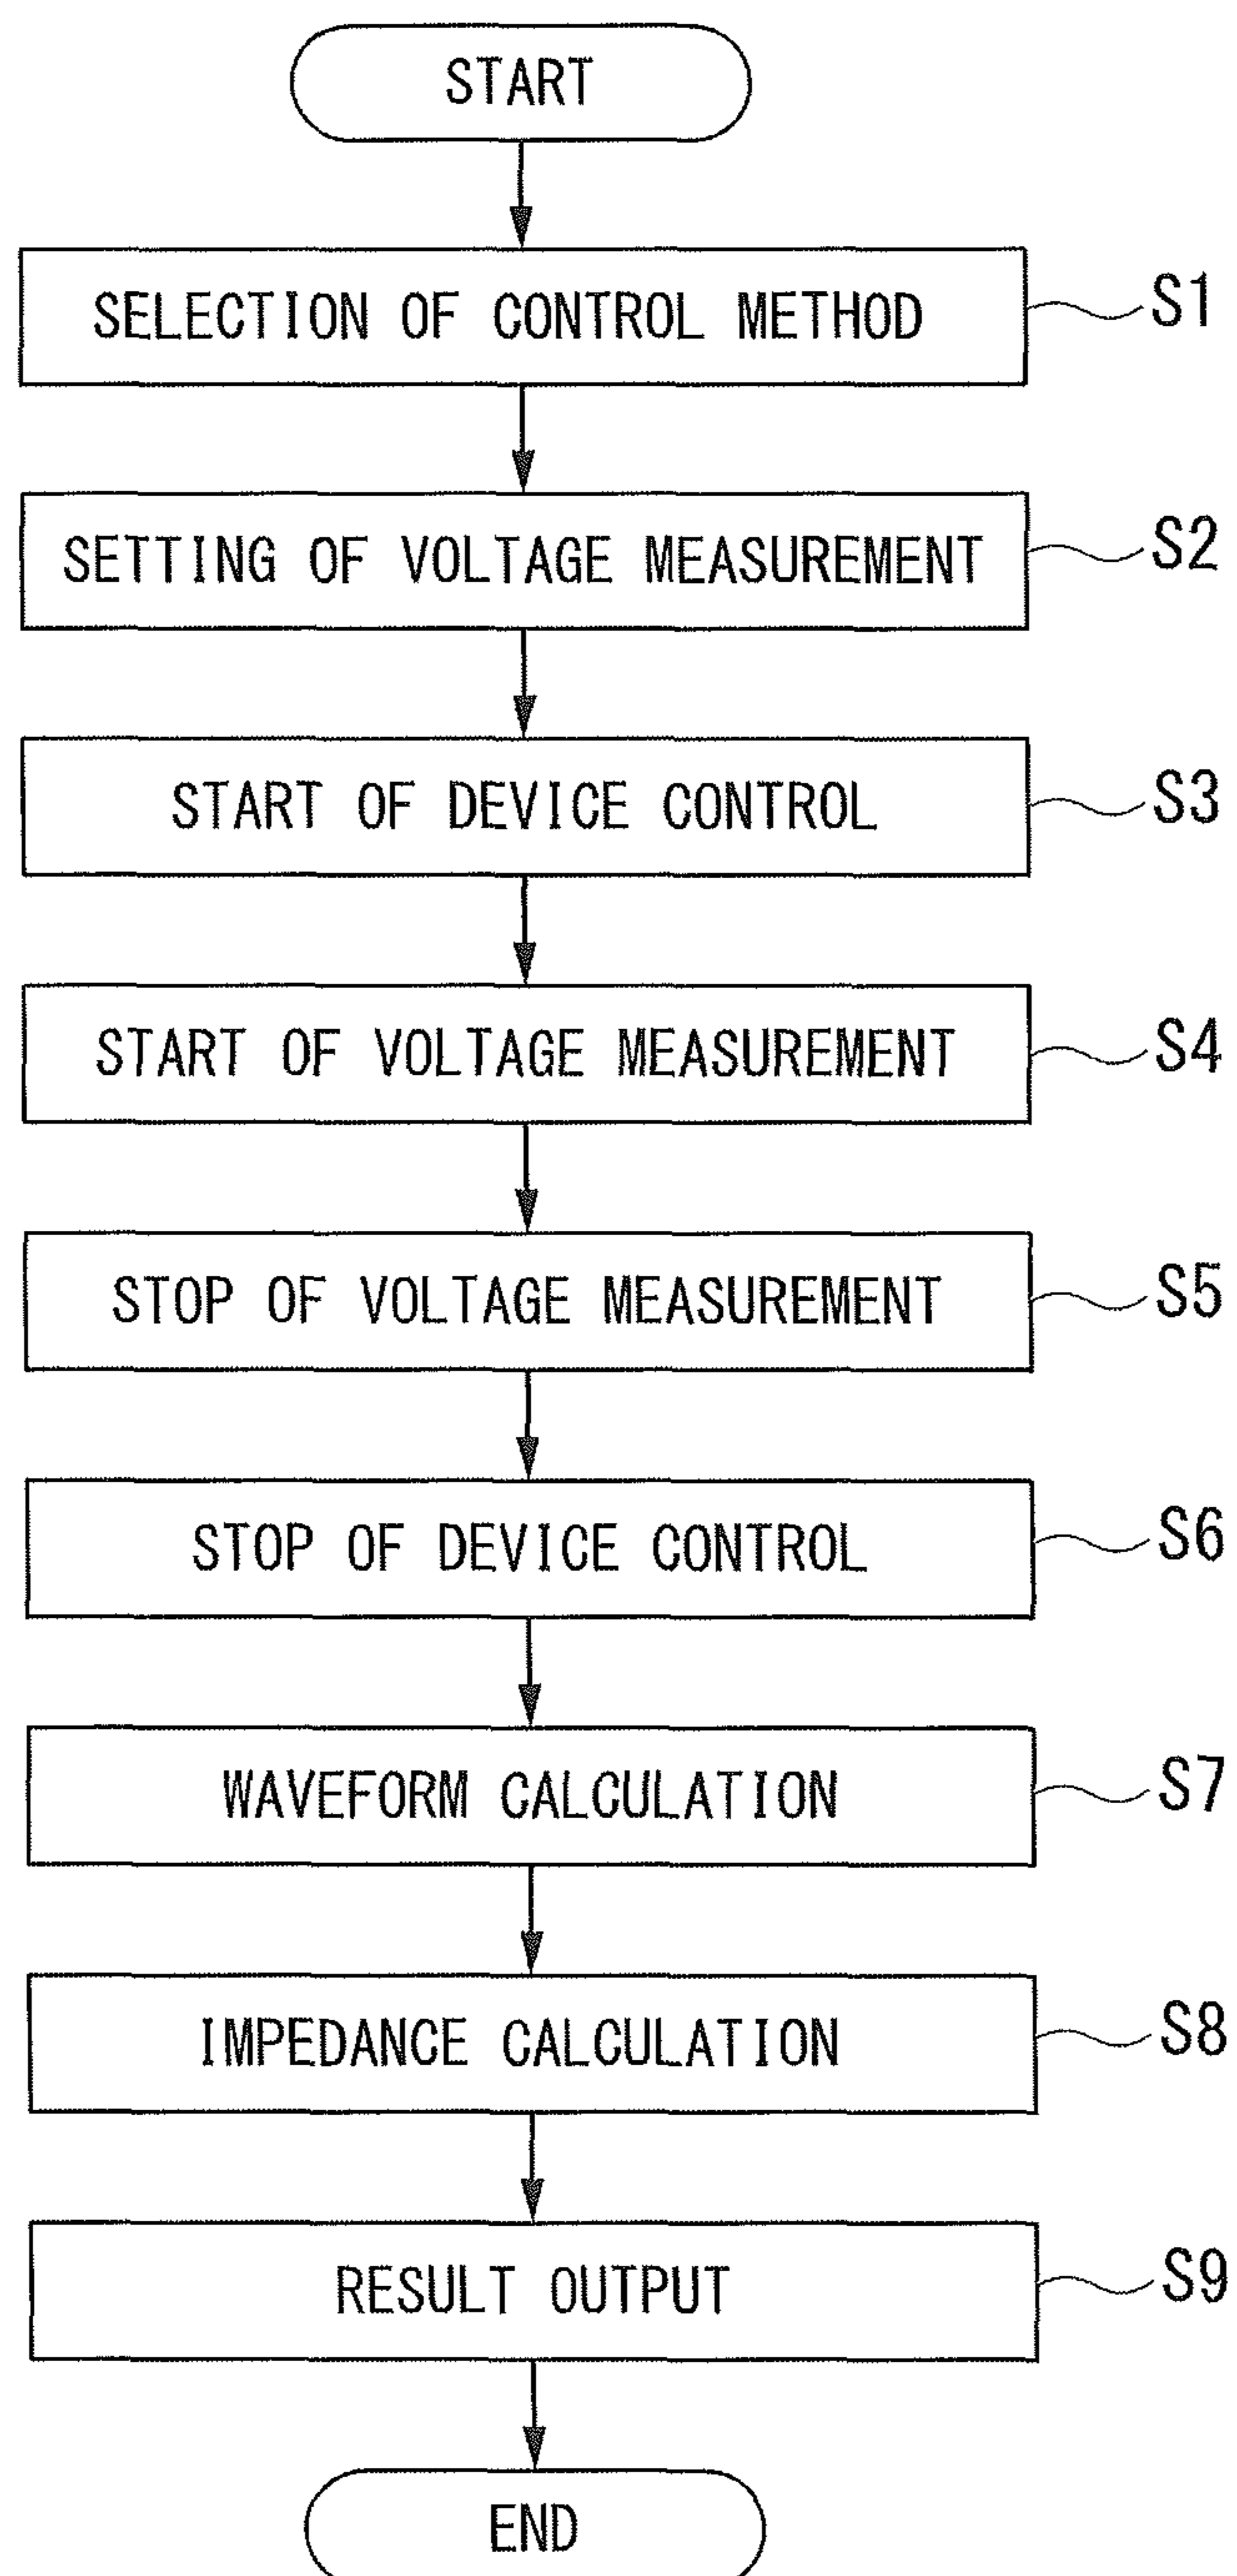 START
SELECTION OF CONTROL METHOD S1
SETTING OF VOLTAGE MEASUREMENT S2
START OF DEVICE CONTROL S3
START OF VOLTAGE MEASUREMENT S4
STOP OF VOLTAGE MEASUREMENT S5
STOP OF DEVICE CONTROL S6
WAVEFORM CALCULATION S7
IMPEDANCE CALCULATION S8
RESULT OUTPUT S9
END